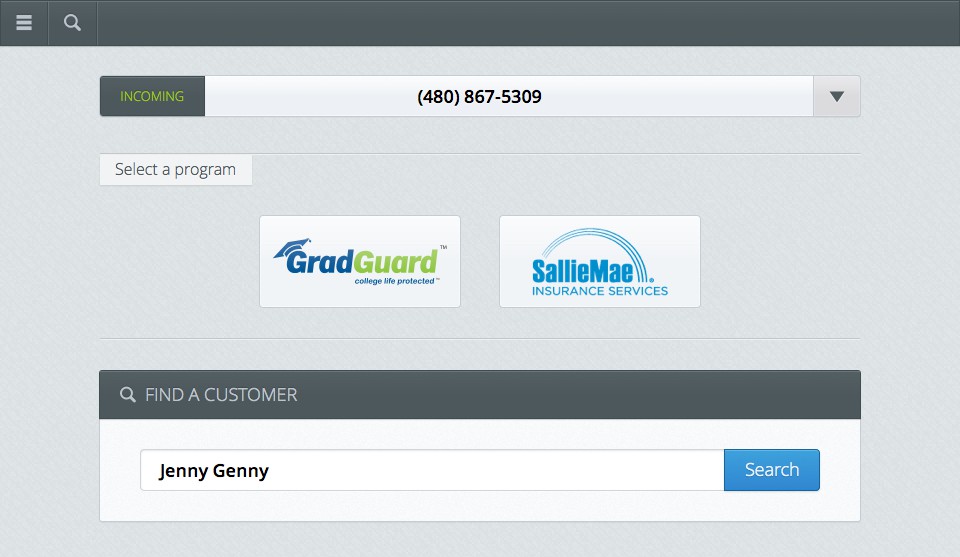 INCOMING
(480) 867-5309
Select a program
GradGuard™
college life protected™
SallieMae®
INSURANCE SERVICES
FIND A CUSTOMER
Jenny Genny
Search